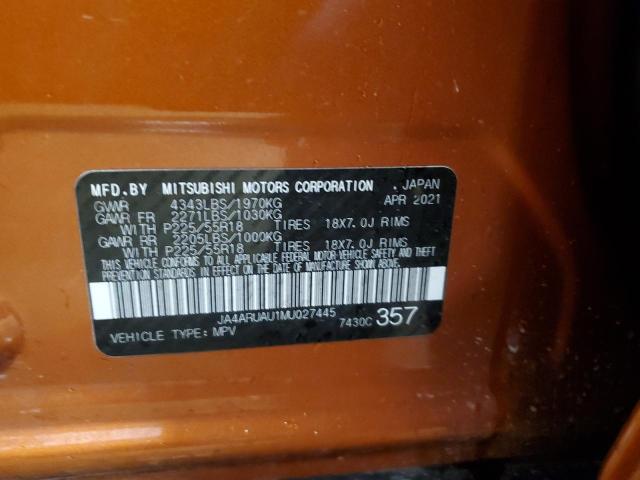 MFD.BY MITSUBISHI MOTORS CORPORATION , JAPAN
GVWR 4343LBS/1970KG APR 2021
GAWR FR 2271LBS/1030KG
WITH P225/55R18 TIRES 18X7.0J RIMS
GAWR RR 2205LBS/1000KG
WITH P225/55R18 TIRES 18X7.0J RIMS
THIS VEHICLE CONFORMS TO ALL APPLICABLE FEDERAL MOTOR VEHICLE
SAFETY AND THEFT PREVENTION STANDARDS IN EFFECT ON THE DATE
OF MANUFACTURE SHOWN ABOVE.
JA4ARUAU1MU027445
VEHICLE TYPE: MPV 7430C 357